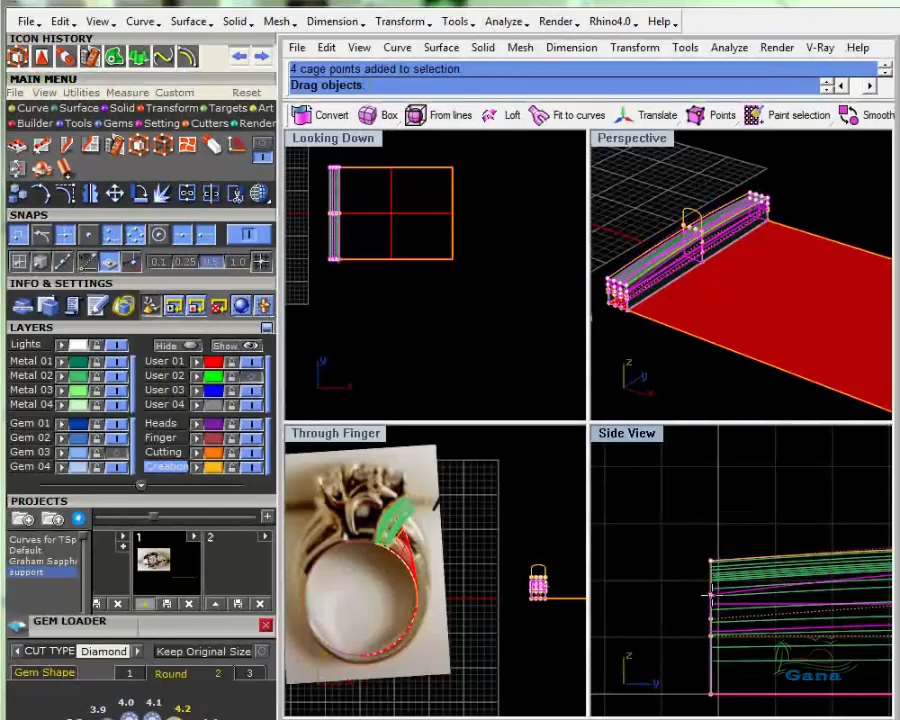 File Edit View Curve Surface Solid Mesh Dimension Transform Tools Analyze Render Rhino4.0 Help
ICON HISTORY
MAIN MENU
File View Utilities Measure Custom Reset
Curve Surface Solid Transform Targets Art
Builder Tools Gems Setting Cutters Render
SNAPS
0.1 0.25 0.5 1.0
INFO & SETTINGS
LAYERS
Lights Hide Show
Metal 01 User 01
Metal 02 User 02
Metal 03 User 03
Metal 04 User 04
Gem 01 Heads
Gem 02 Finger
Gem 03 Cutting
Gem 04 Creation
PROJECTS
Curves for TSp
Default
Graham Sapphi
support
1 2
GEM LOADER
CUT TYPE Diamond Keep Original Size
Gem Shape 1 Round 2 3
3.9 4.0 4.1 4.2
File Edit View Curve Surface Solid Mesh Dimension Transform Tools Analyze Render V-Ray Help
4 cage points added to selection.
Drag objects:
Convert Box From lines Loft Fit to curves Translate Points Paint selection Smooth
Looking Down
y
x
Perspective
z
y
x
Through Finger
Side View
z
y
Gana